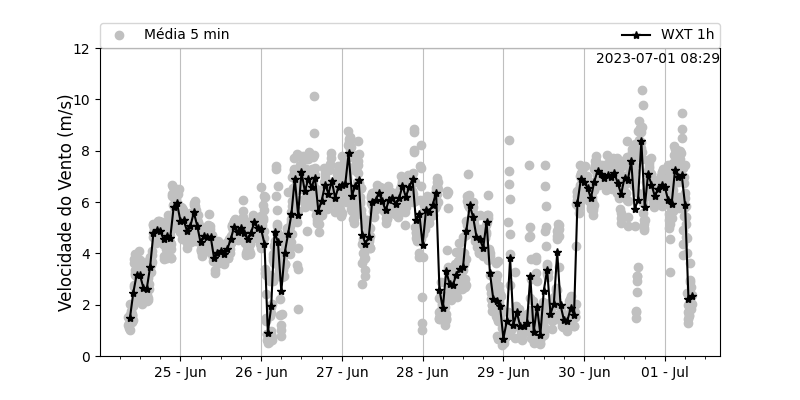 Média 5 min
WXT 1h
2023-07-01 08:29
Velocidade do Vento (m/s)
12
10
8
6
4
2
0
25 - Jun
26 - Jun
27 - Jun
28 - Jun
29 - Jun
30 - Jun
01 - Jul